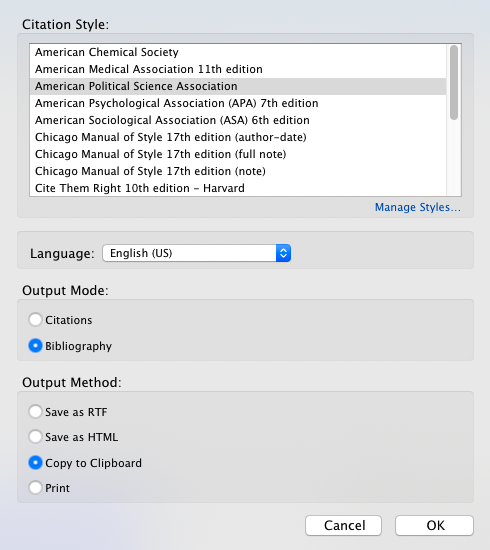 Citation Style:
American Chemical Society
American Medical Association 11th edition
American Political Science Association
American Psychological Association (APA) 7th edition
American Sociological Association (ASA) 6th edition
Chicago Manual of Style 17th edition (author-date)
Chicago Manual of Style 17th edition (full note)
Chicago Manual of Style 17th edition (note)
Cite Them Right 10th edition – Harvard
Manage Styles...
Language: English (US)
Output Mode:
Citations
Bibliography
Output Method:
Save as RTF
Save as HTML
Copy to Clipboard
Print
Cancel OK